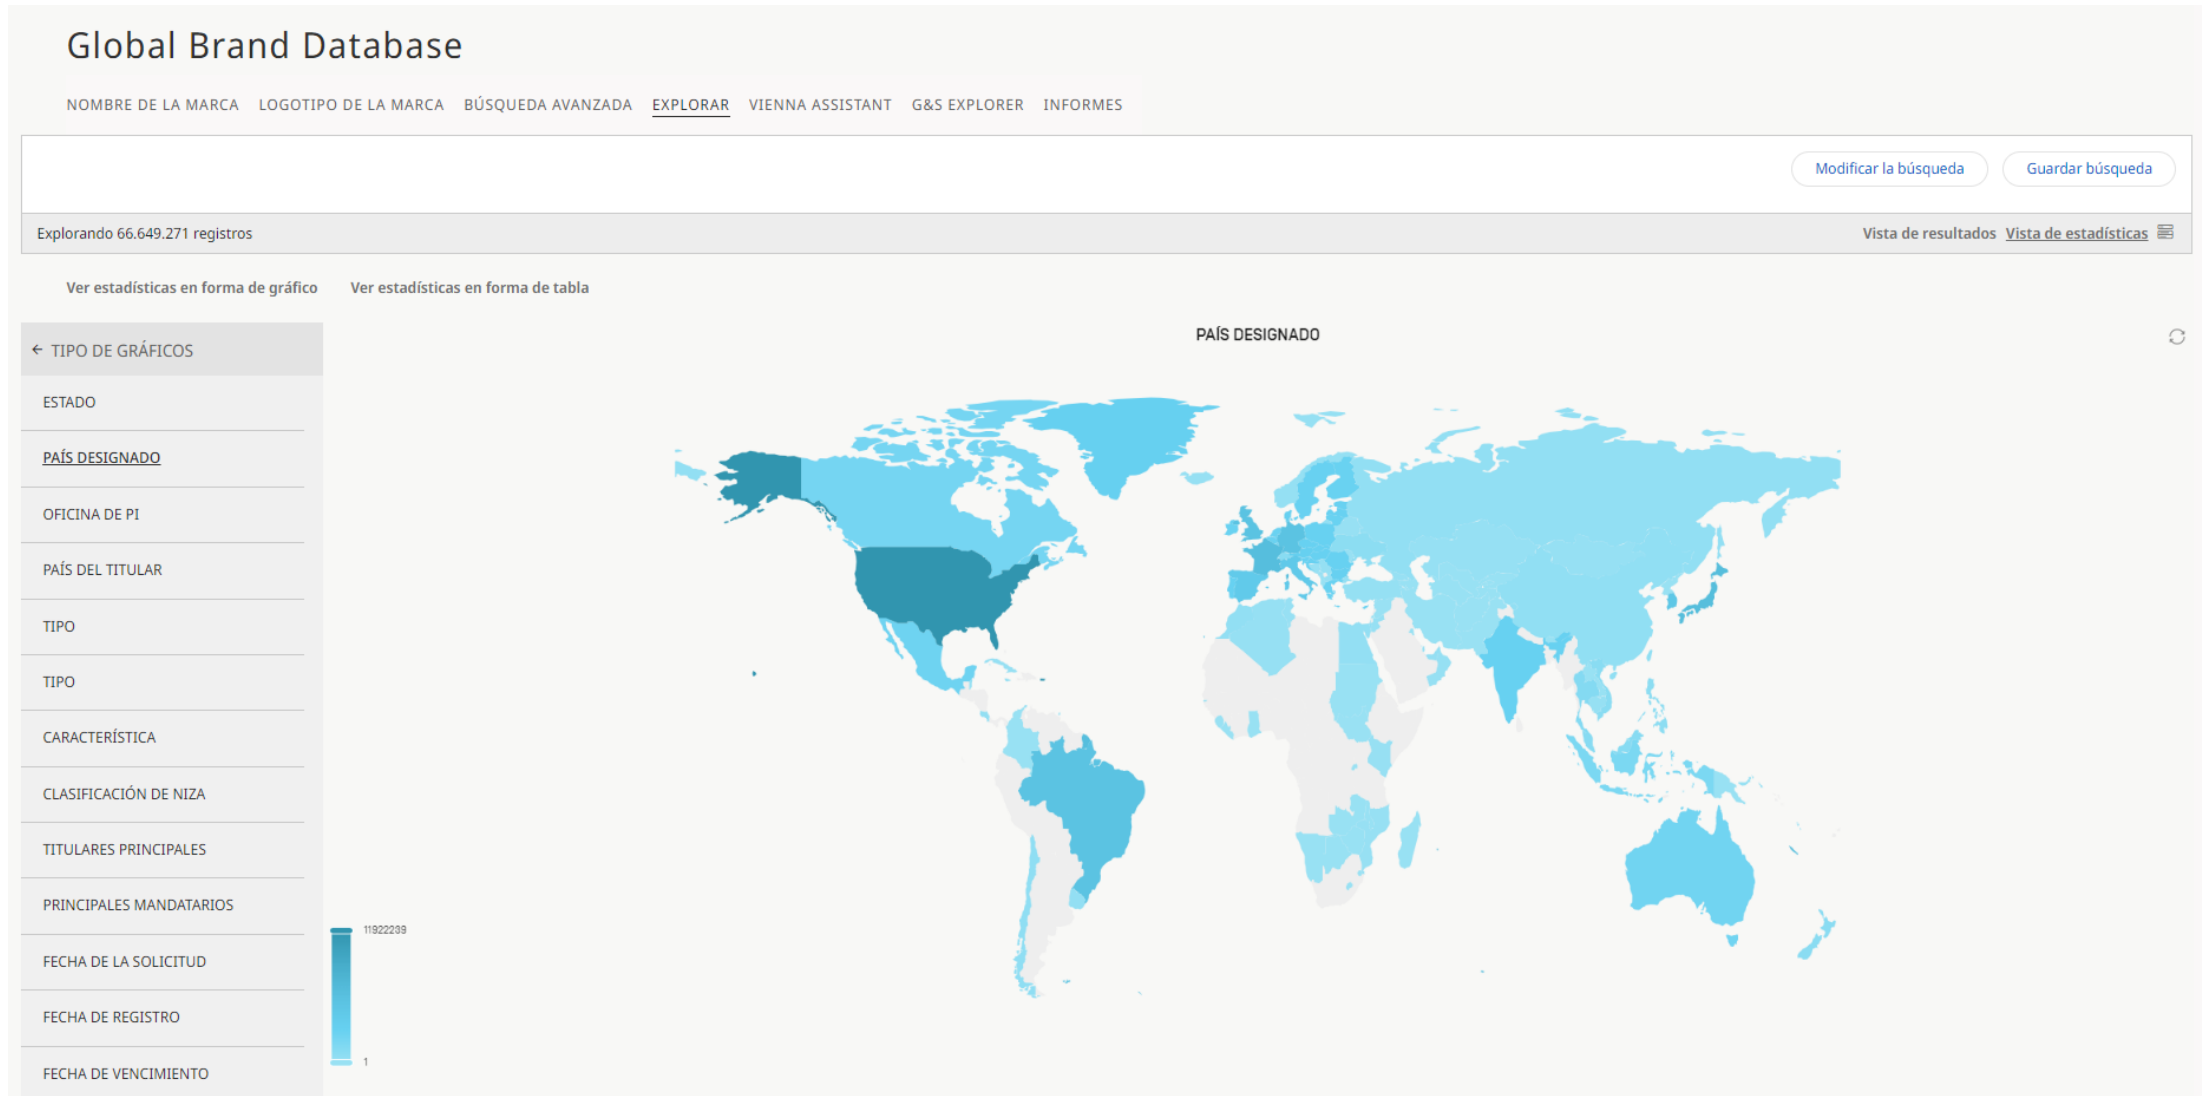 Global Brand Database
NOMBRE DE LA MARCA LOGOTIPO DE LA MARCA BÚSQUEDA AVANZADA EXPLORAR VIENNA ASSISTANT G&S EXPLORER INFORMES
Modificar la búsqueda Guardar búsqueda
Explorando 66.649.271 registros Vista de resultados Vista de estadísticas
Ver estadísticas en forma de gráfico Ver estadísticas en forma de tabla
PAÍS DESIGNADO
← TIPO DE GRÁFICOS
ESTADO
PAÍS DESIGNADO
OFICINA DE PI
PAÍS DEL TITULAR
TIPO
TIPO
CARACTERÍSTICA
CLASIFICACIÓN DE NIZA
TITULARES PRINCIPALES
PRINCIPALES MANDATARIOS
FECHA DE LA SOLICITUD
FECHA DE REGISTRO
FECHA DE VENCIMIENTO
11922239
1